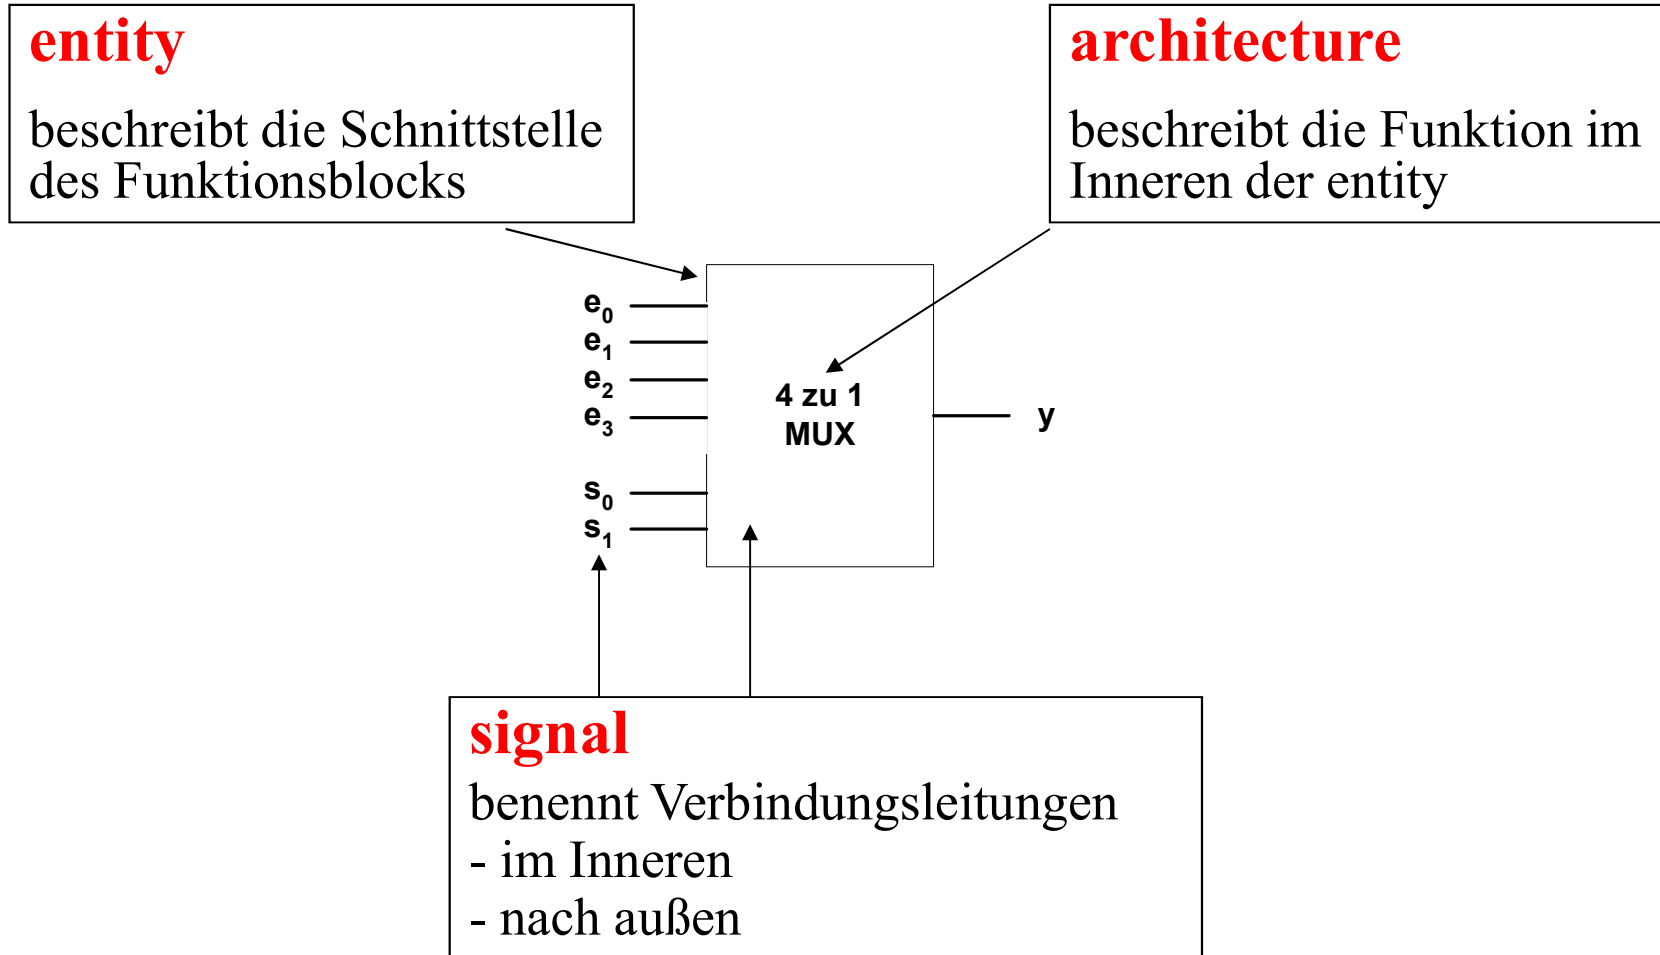 entity
beschreibt die Schnittstelle
des Funktionsblocks
architecture
beschreibt die Funktion im
Inneren der entity
e0
e1
e2
e3
s0
s1
4 zu 1
MUX
y
signal
benennt Verbindungsleitungen
- im Inneren
- nach außen